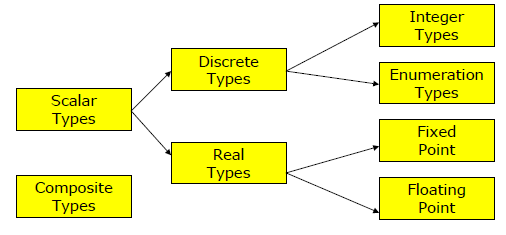 Scalar
Types
Composite
Types
Discrete
Types
Real
Types
Integer
Types
Enumeration
Types
Fixed
Point
Floating
Point